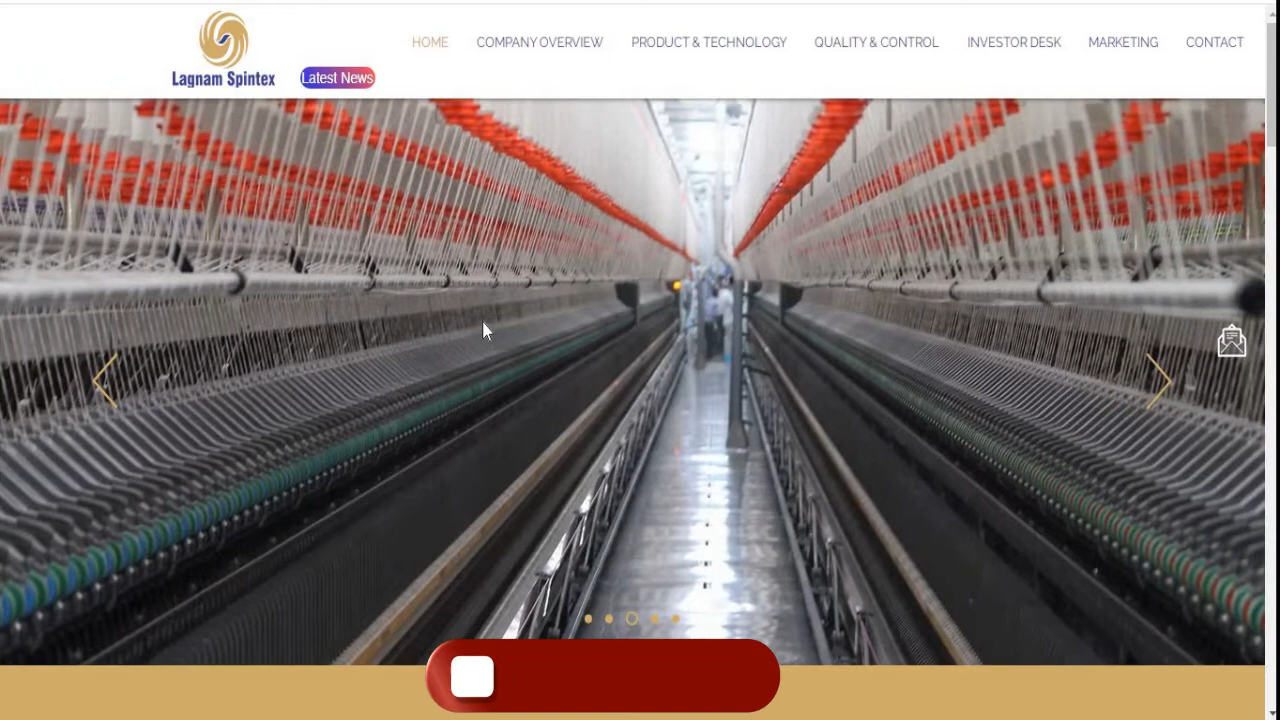 HOME COMPANY OVERVIEW PRODUCT & TECHNOLOGY QUALITY & CONTROL INVESTOR DESK MARKETING CONTACT
Lagnam Spintex
Latest News